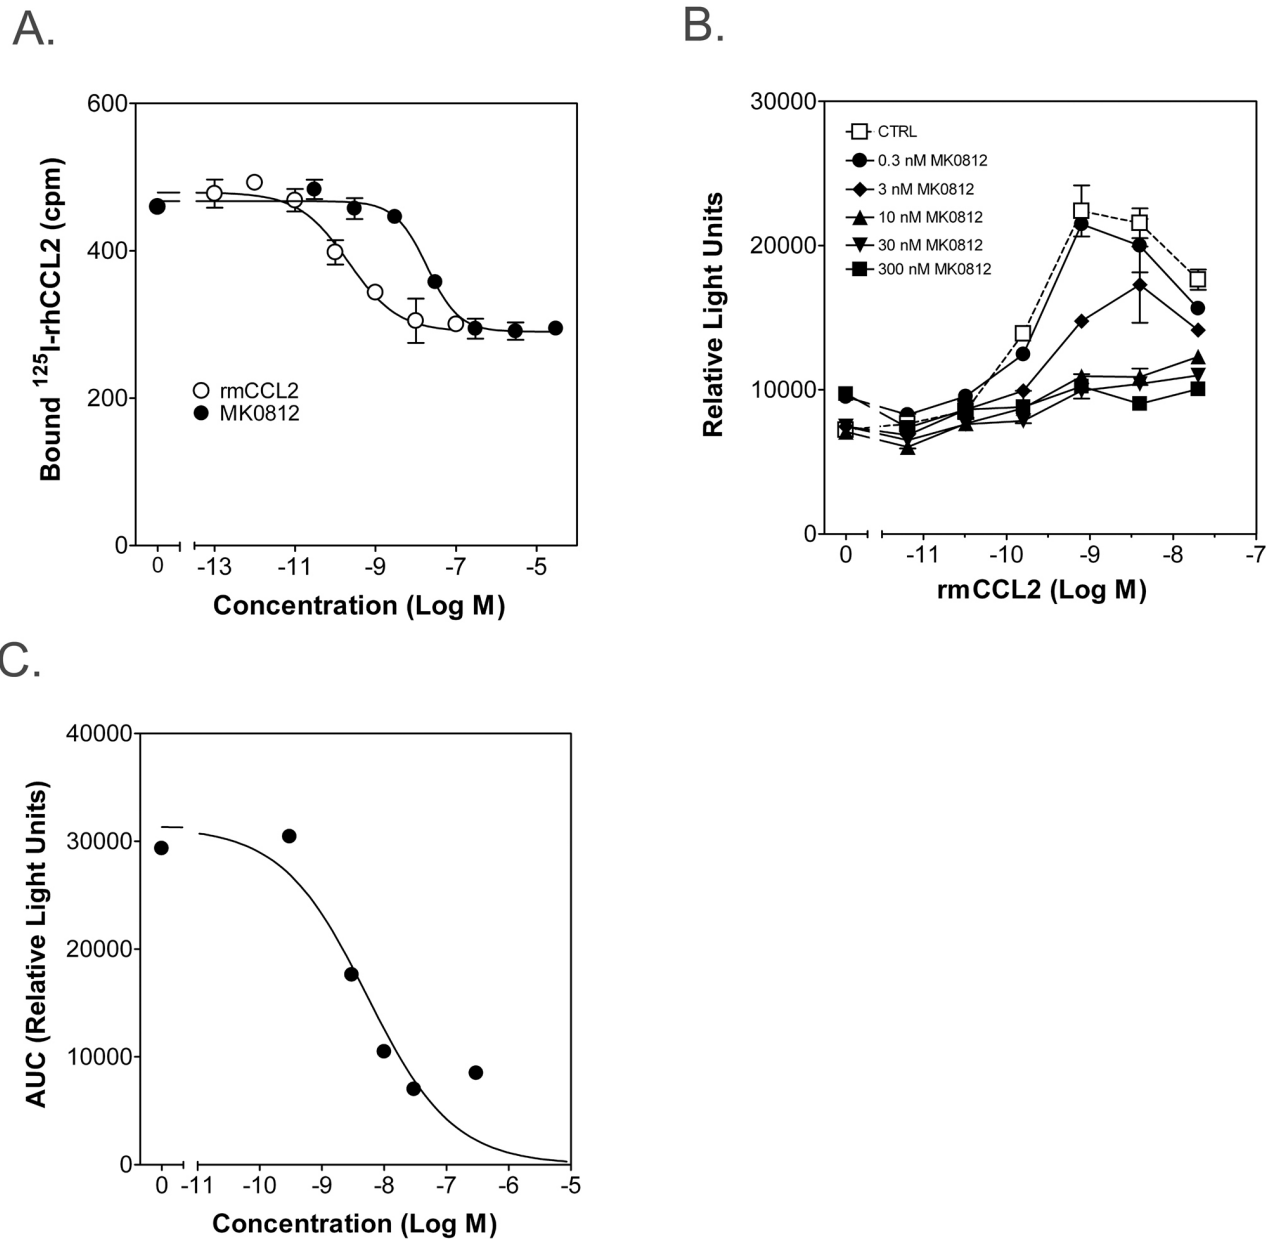 A.
600
400
200
0
Bound ¹²⁵I-rhCCL2 (cpm)
rmCCL2
MK0812
0 -13 -11 -9 -7 -5
Concentration (Log M)
B.
30000
20000
10000
0
Relative Light Units
CTRL
0.3 nM MK0812
3 nM MK0812
10 nM MK0812
30 nM MK0812
300 nM MK0812
0 -11 -10 -9 -8 -7
rmCCL2 (Log M)
C.
40000
30000
20000
10000
0
AUC (Relative Light Units)
0 -11 -10 -9 -8 -7 -6 -5
Concentration (Log M)